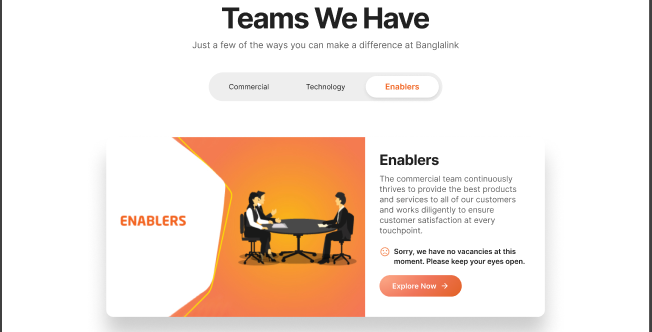 Teams We Have
Just a few of the ways you can make a difference at Banglalink
Commercial Technology Enablers
ENABLERS
Enablers
The commercial team continuously
thrives to provide the best products
and services to all of our customers
and works diligently to ensure
customer satisfaction at every
touchpoint.
Sorry, we have no vacancies at this
moment. Please keep your eyes open.
Explore Now →